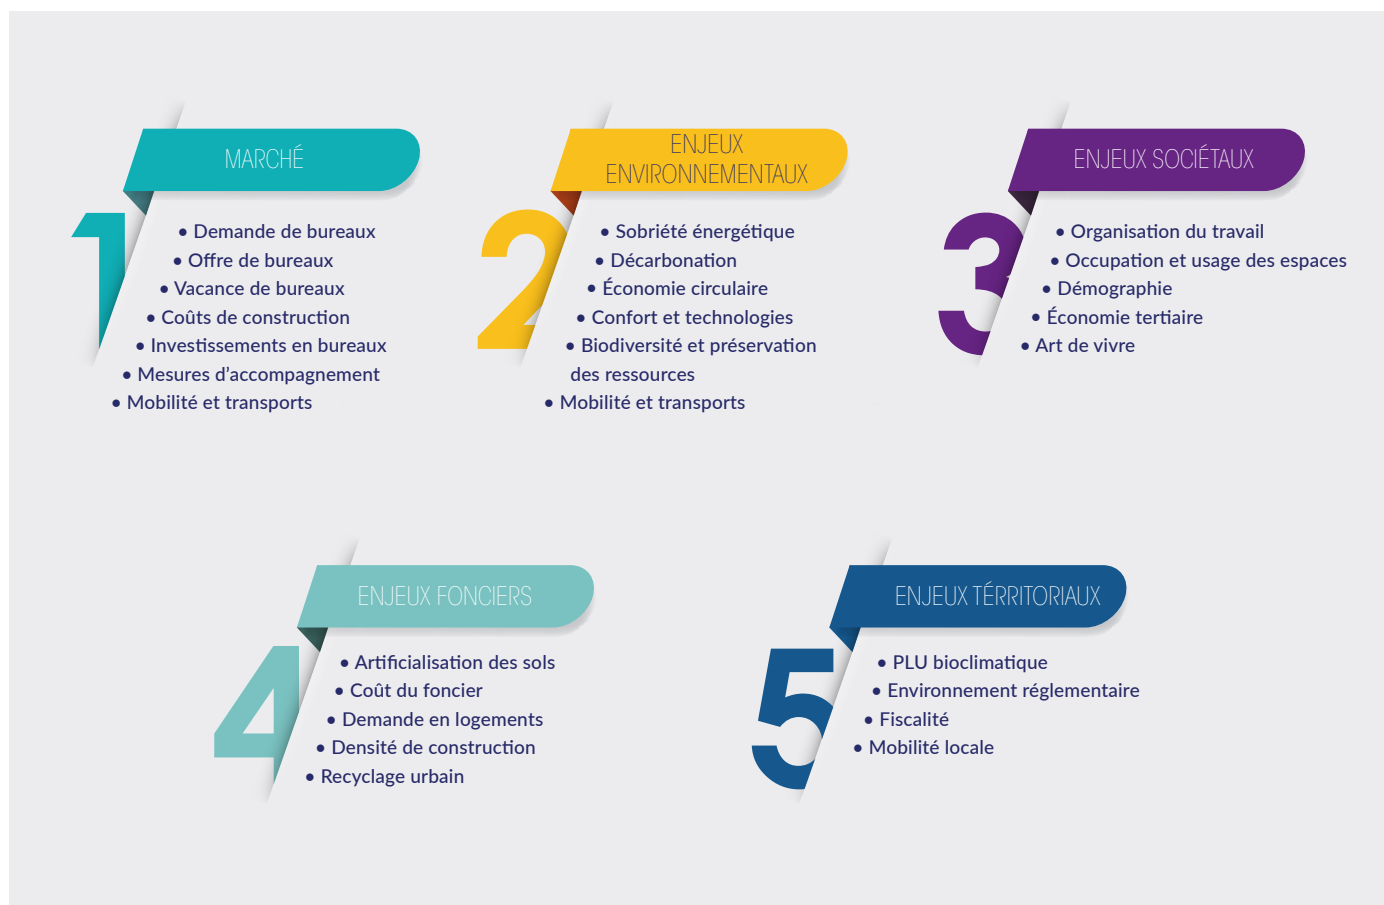 1
MARCHÉ
• Demande de bureaux
• Offre de bureaux
• Vacance de bureaux
• Coûts de construction
• Investissements en bureaux
• Mesures d’accompagnement
• Mobilité et transports
2
ENJEUX
ENVIRONNEMENTAUX
• Sobriété énergétique
• Décarbonation
• Économie circulaire
• Confort et technologies
• Biodiversité et préservation
des ressources
• Mobilité et transports
3
ENJEUX SOCIÉTAUX
• Organisation du travail
• Occupation et usage des espaces
• Démographie
• Économie tertiaire
• Art de vivre
4
ENJEUX FONCIERS
• Artificialisation des sols
• Coût du foncier
• Demande en logements
• Densité de construction
• Recyclage urbain
5
ENJEUX TÉRRITORIAUX
• PLU bioclimatique
• Environnement réglementaire
• Fiscalité
• Mobilité locale